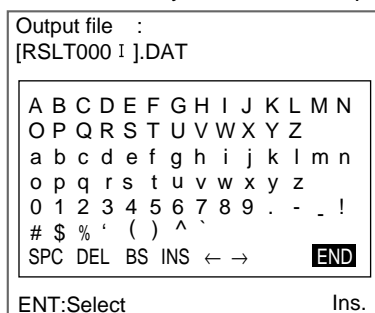 Output file :
[RSLT000 I ].DAT
A B C D E F G H I J K L M N
O P Q R S T U V W X Y Z
a b c d e f g h i j k l m n
o p q r s t u v w x y z
0 1 2 3 4 5 6 7 8 9 . - _ !
# $ % ‘ ( ) ^ `
SPC DEL BS INS ← → END
ENT:Select Ins.